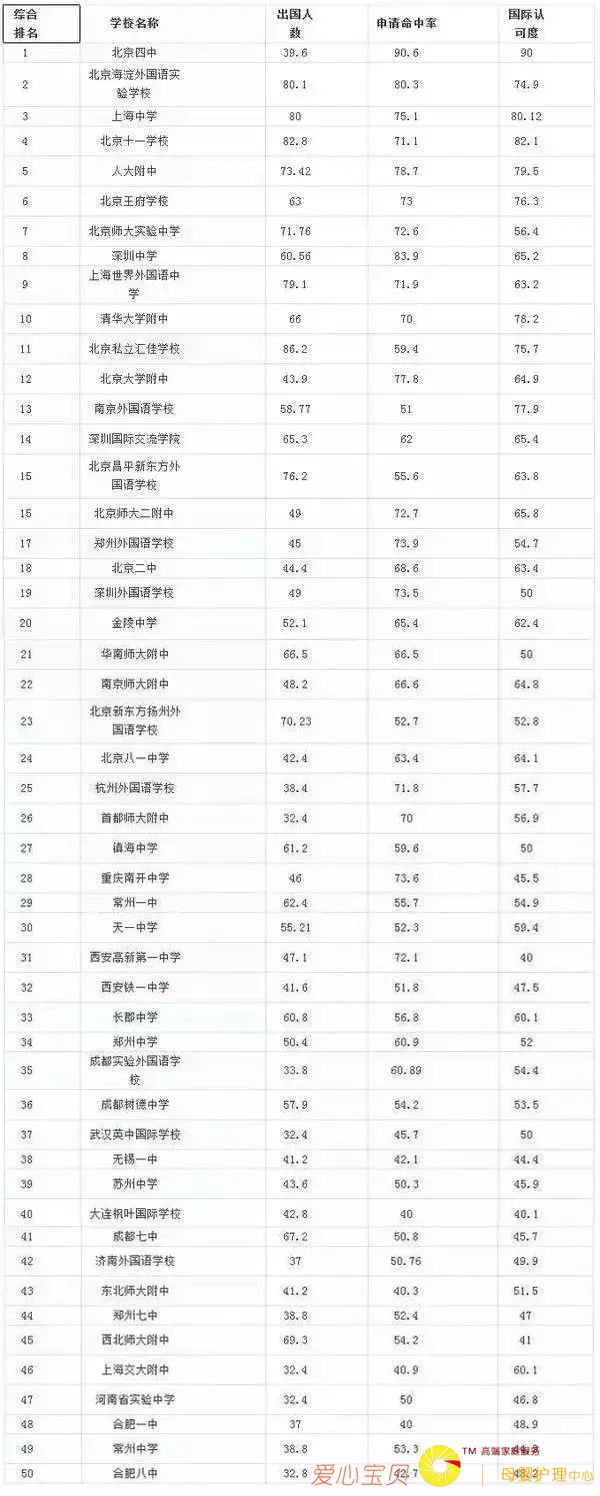 综合排名 学校名称 出国人数 申请命中率 国际认可度
1 北京四中 39.6 90.6 90
2 北京海淀外国语实验学校 80.1 80.3 74.9
3 上海中学 80 75.1 80.12
4 北京十一学校 82.8 71.1 82.1
5 人大附中 73.42 78.7 79.5
6 北京王府学校 63 73 76.3
7 北京师大实验中学 71.76 72.6 56.4
8 深圳中学 60.56 83.9 65.2
9 上海世界外国语中学 79.1 71.9 63.2
10 清华大学附中 66 70 78.2
11 北京私立汇佳学校 86.2 59.4 75.7
12 北京大学附中 43.9 77.8 64.9
13 南京外国语学校 58.77 51 77.9
14 深圳国际交流学院 65.3 62 65.4
15 北京昌平新东方外国语学校 76.2 55.6 63.8
15 北京师大二附中 49 72.7 65.8
17 郑州外国语学校 45 73.9 54.7
18 北京二中 44.4 68.6 63.4
19 深圳外国语学校 49 73.5 50
20 金陵中学 52.1 65.4 62.4
21 华南师大附中 66.5 66.5 50
22 南京师大附中 48.2 66.6 64.8
23 北京新东方扬州外国语学校 70.23 52.7 52.8
24 北京八一中学 42.4 63.4 64.1
25 杭州外国语学校 38.4 71.8 57.7
26 首都师大附中 32.4 70 56.9
27 镇海中学 61.2 59.6 50
28 重庆南开中学 46 73.6 45.5
29 常州一中 62.4 55.7 54.9
30 天一中学 55.21 52.3 59.4
31 西安高新第一中学 47.1 72.1 40
32 西安铁一中学 41.6 51.8 47.5
33 长郡中学 60.8 56.8 60.1
34 郑州中学 50.4 60.9 52
35 成都实验外国语学校 33.8 60.89 54.4
36 成都树德中学 57.9 54.2 53.5
37 武汉英中国际学校 32.4 45.7 50
38 无锡一中 41.2 42.1 44.4
39 苏州中学 43.6 50.3 45.9
40 大连枫叶国际学校 42.8 40 40.1
41 成都七中 67.2 50.8 45.7
42 济南外国语学校 37 50.76 49.9
43 东北师大附中 41.2 40.3 51.5
44 郑州七中 38.8 52.4 47
45 西北师大附中 69.3 54.2 41
46 上海交大附中 32.4 40.9 60.1
47 河南省实验中学 32.4 50 46.8
48 合肥一中 37 40 48.9
49 常州中学 38.8 53.3
50 合肥八中 32.8 42.7 48.2
爱心宝贝 TM 高端家庭服务 母婴护理中心